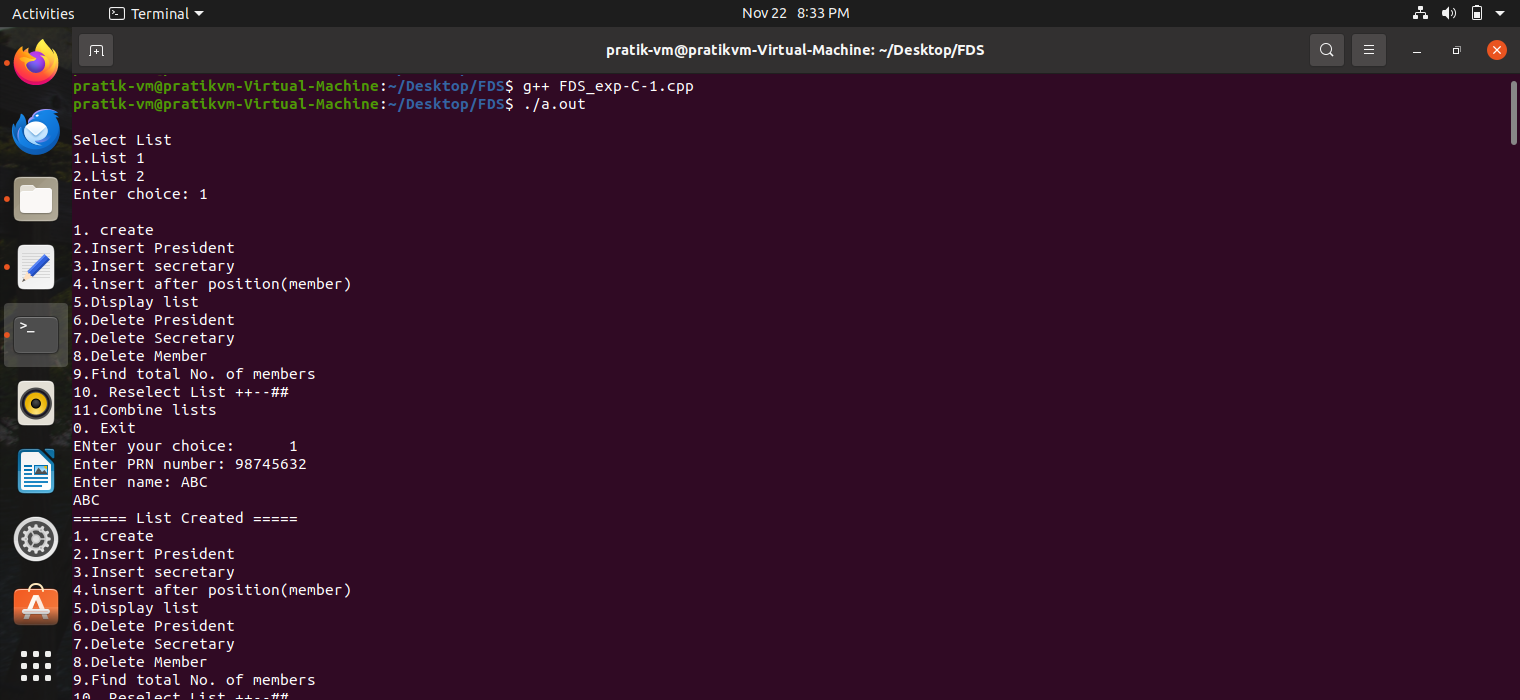 Activities Terminal Nov 22 8:33 PM
pratik-vm@pratikvm-Virtual-Machine: ~/Desktop/FDS
pratik-vm@pratikvm-Virtual-Machine:~/Desktop/FDS$ g++ FDS_exp-C-1.cpp
pratik-vm@pratikvm-Virtual-Machine:~/Desktop/FDS$ ./a.out
Select List
1.List 1
2.List 2
Enter choice: 1
1. create
2.Insert President
3.Insert secretary
4.insert after position(member)
5.Display list
6.Delete President
7.Delete Secretary
8.Delete Member
9.Find total No. of members
10. Reselect List ++--##
11.Combine lists
0. Exit
ENter your choice:      1
Enter PRN number: 98745632
Enter name: ABC
ABC
====== List Created =====
1. create
2.Insert President
3.Insert secretary
4.insert after position(member)
5.Display list
6.Delete President
7.Delete Secretary
8.Delete Member
9.Find total No. of members
10. Reselect List ++--##